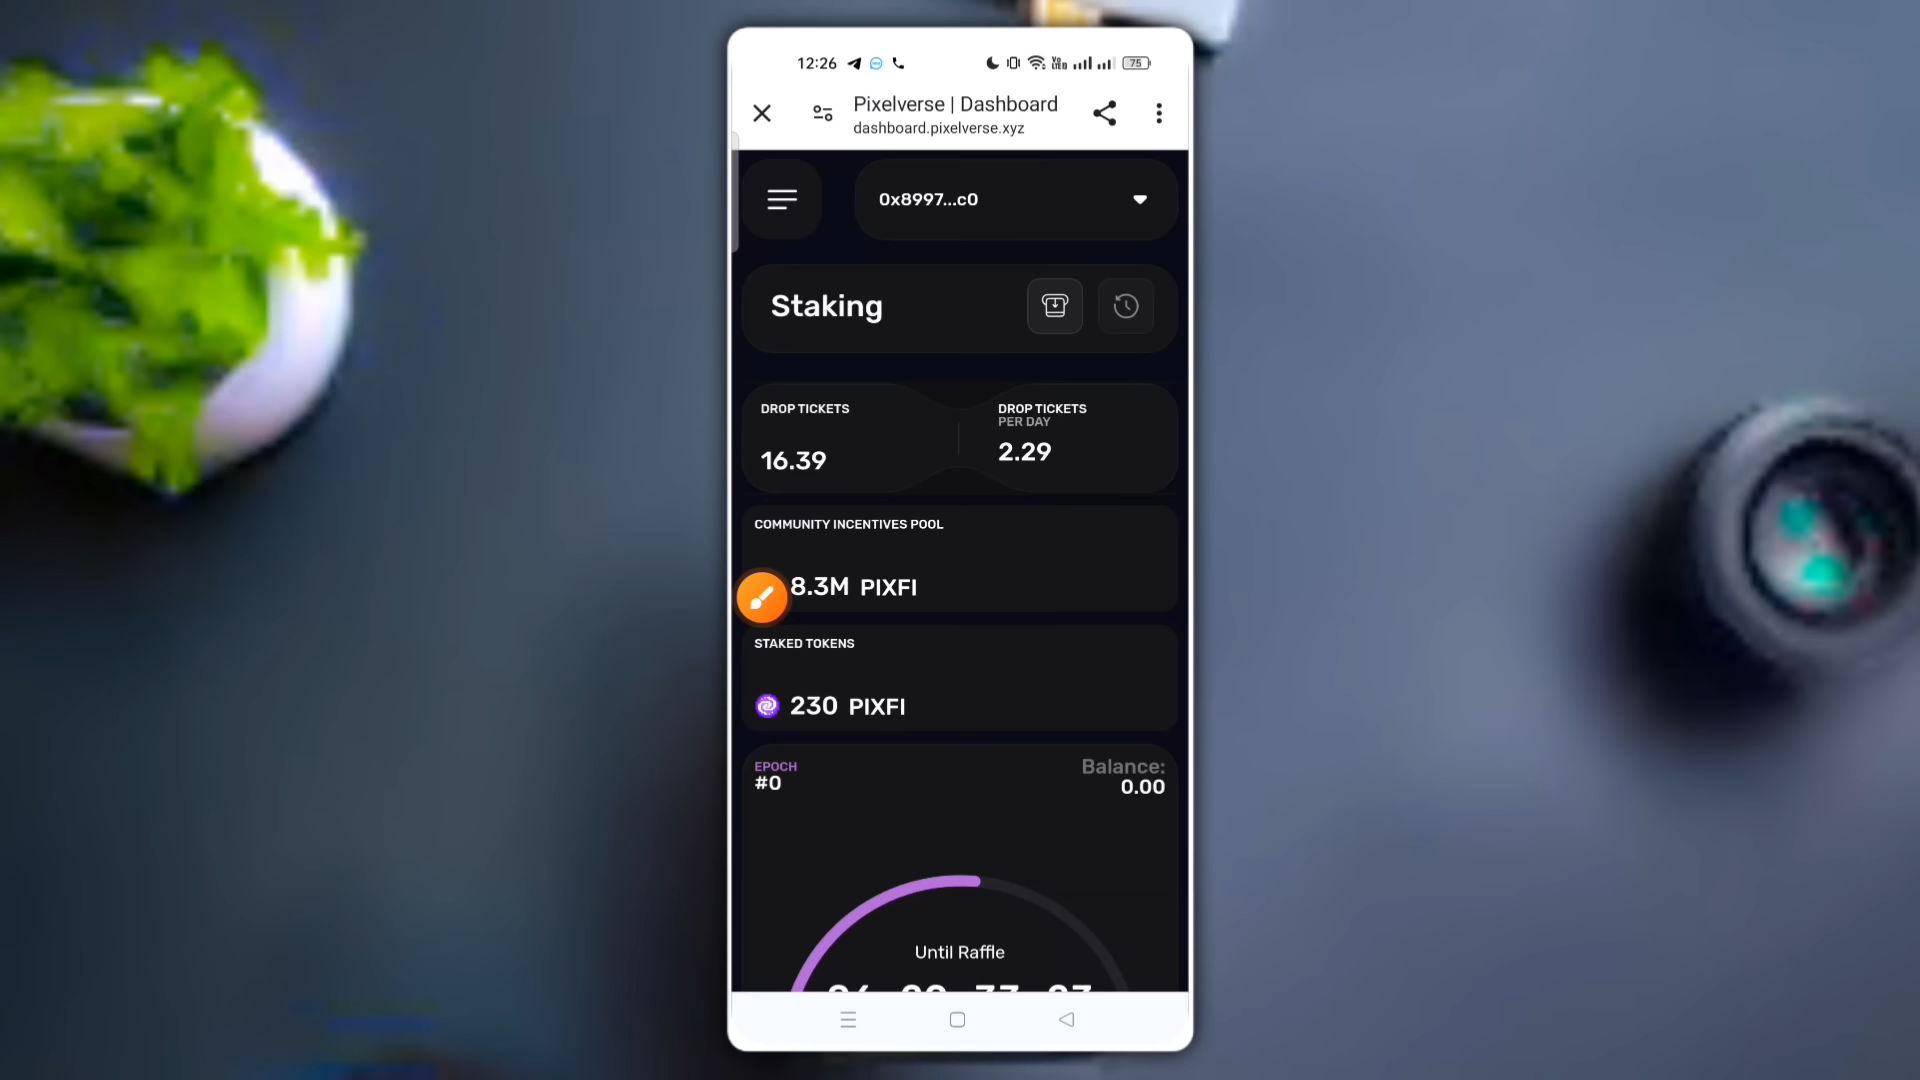 12:26
75
Pixelverse | Dashboard
dashboard.pixelverse.xyz
0x8997...c0
Staking
DROP TICKETS
16.39
DROP TICKETS
PER DAY
2.29
COMMUNITY INCENTIVES POOL
8.3M PIXFI
STAKED TOKENS
230 PIXFI
EPOCH
#0
Balance:
0.00
Until Raffle